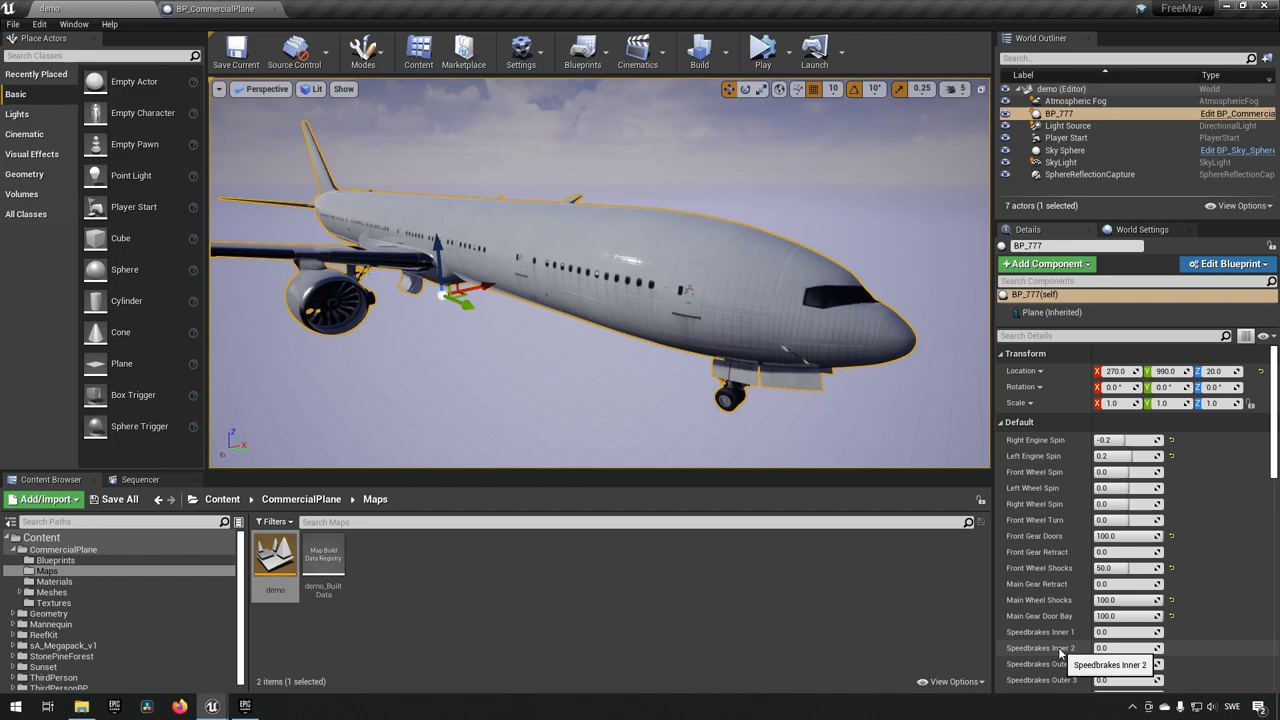 demo
BP_CommercialPlane
FreeMay
File Edit Window Help
Place Actors
Search Classes
Recently Placed
Basic
Lights
Cinematic
Visual Effects
Geometry
Volumes
All Classes
Empty Actor
Empty Character
Empty Pawn
Point Light
Player Start
Cube
Sphere
Cylinder
Cone
Plane
Box Trigger
Sphere Trigger
Save Current
Source Control
Modes
Content
Marketplace
Settings
Blueprints
Cinematics
Build
Play
Launch
Perspective Lit Show
10 10° 0.25 5
Z
X
World Outliner
Search...
Label Type
demo (Editor) World
Atmospheric Fog AtmosphericFog
BP_777 Edit BP_Commercia
Light Source DirectionalLight
Player Start PlayerStart
Sky Sphere Edit BP_Sky_Sphere
SkyLight SkyLight
SphereReflectionCapture SphereReflectionCap
7 actors (1 selected) View Options
Details World Settings
BP_777
+Add Component Edit Blueprint
Search Components
BP_777(self)
Plane (Inherited)
Search Details
Transform
Location X 270.0 Y 990.0 Z 20.0
Rotation X 0.0 ° Y 0.0 ° Z 0.0 °
Scale X 1.0 Y 1.0 Z 1.0
Default
Right Engine Spin -0.2
Left Engine Spin 0.2
Front Wheel Spin 0.0
Left Wheel Spin 0.0
Right Wheel Spin 0.0
Front Wheel Turn 0.0
Front Gear Doors 100.0
Front Gear Retract 0.0
Front Wheel Shocks 50.0
Main Gear Retract 0.0
Main Wheel Shocks 100.0
Main Gear Door Bay 100.0
Speedbrakes Inner 1 0.0
Speedbrakes Inner 2 0.0
Speedbrakes Inner 2
Speedbrakes Outer 3 0.0
Content Browser Sequencer
Add/Import Save All Content CommercialPlane Maps
Search Paths
Filters Search Maps
Content
CommercialPlane
Blueprints
Maps
Materials
Meshes
Textures
Geometry
Mannequin
ReefKit
sA_Megapack_v1
StonePineForest
Sunset
ThirdPerson
ThirdPersonBP
Map Build
Data Registry
demo
demo_Built
Data
2 items (1 selected)
View Options
EPIC
GAMES
EPIC
GAMES
SWE
2